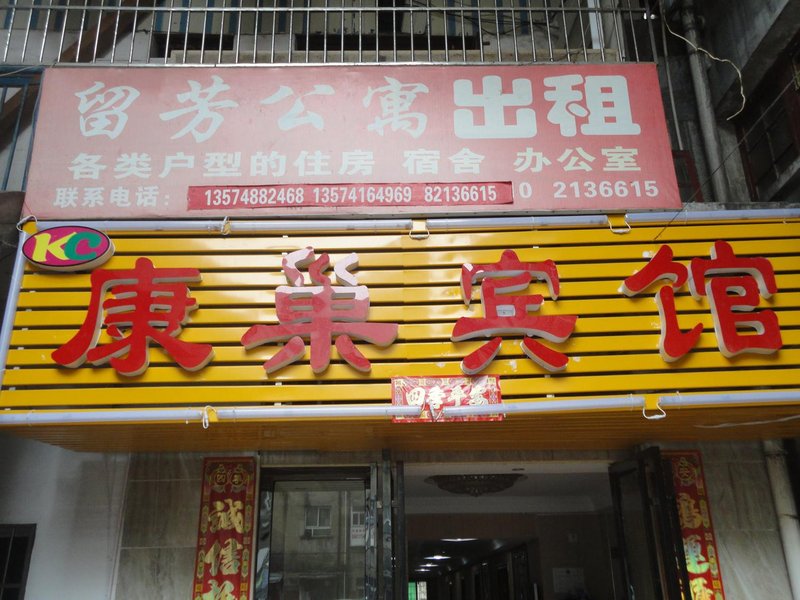 留芳公寓出租
各类户型的住房 宿舍 办公室
联系电话: 13574882468 13574164969 82136615 0 2136615
KC
康巢宾馆
四季平安
诚信